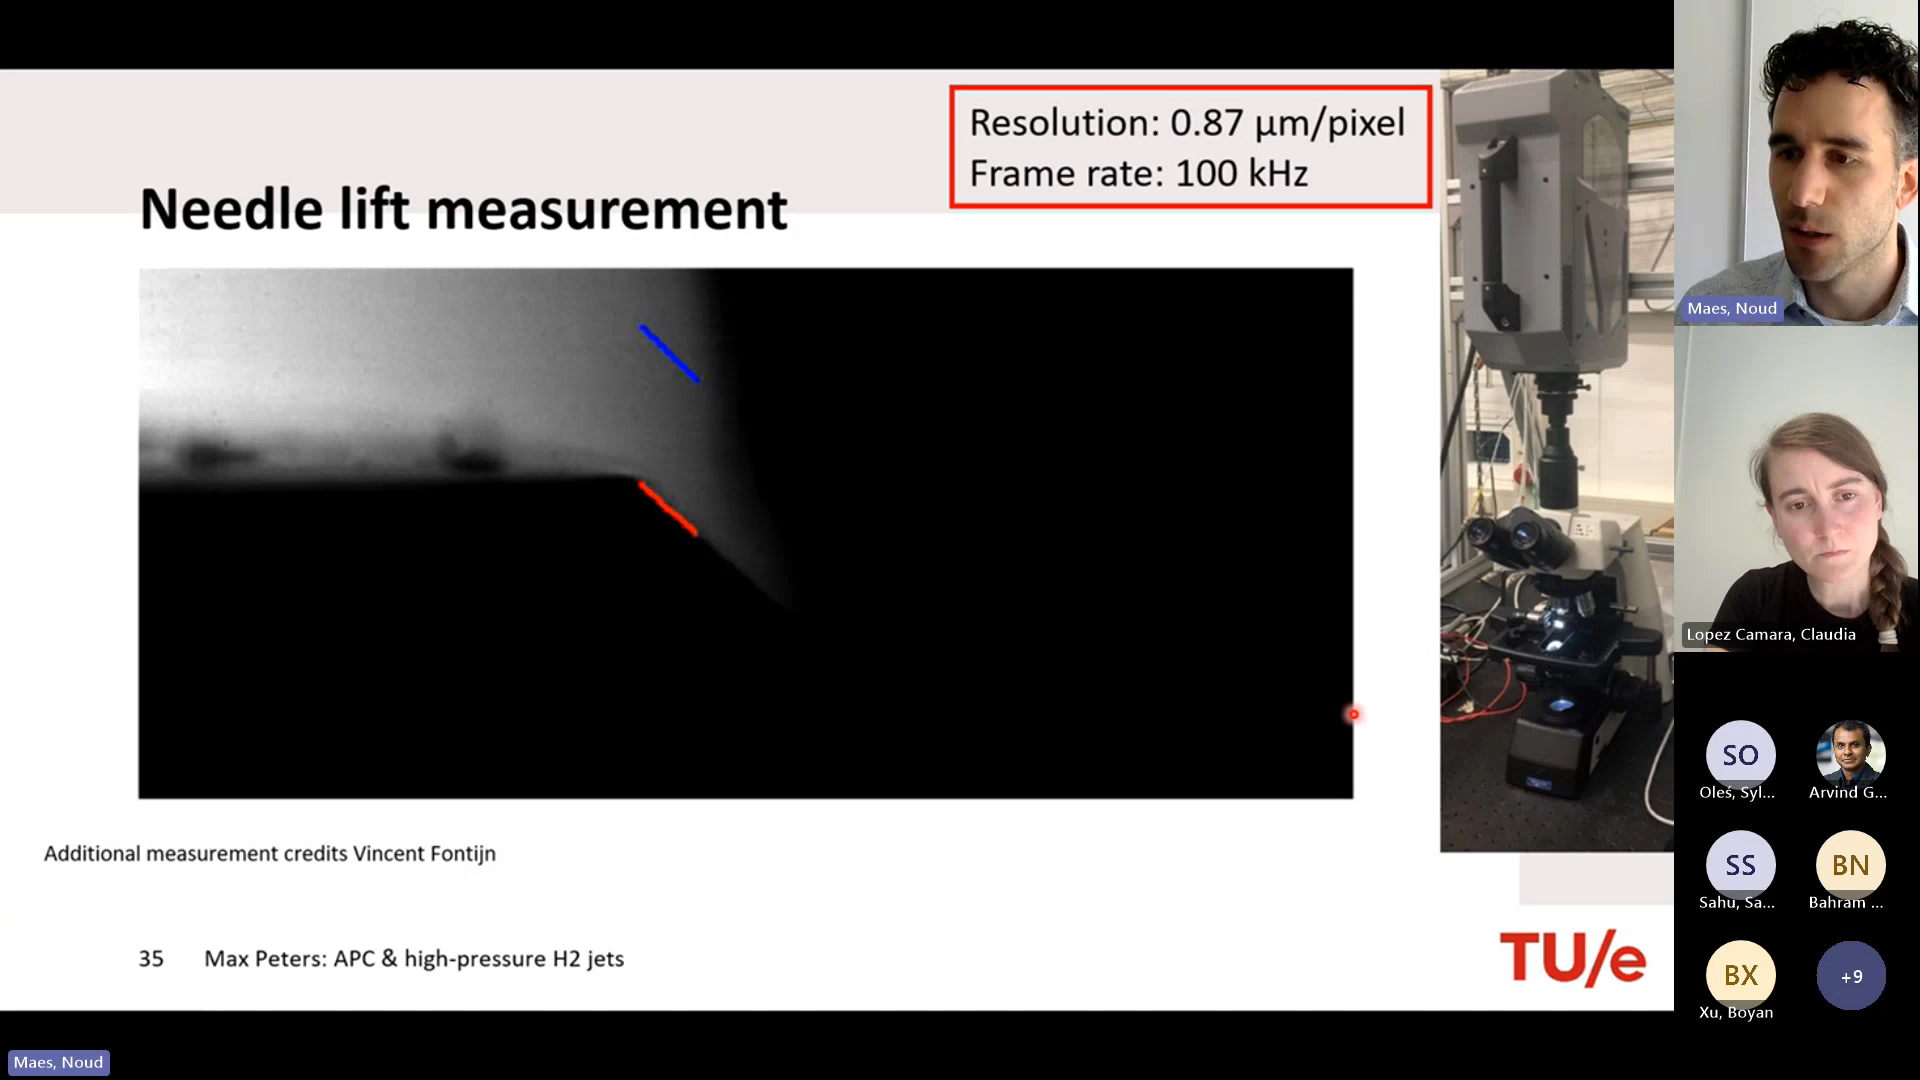 Resolution: 0.87 µm/pixel
Frame rate: 100 kHz
Needle lift measurement
Additional measurement credits Vincent Fontijn
35 Max Peters: APC & high-pressure H2 jets
TU/e
Maes, Noud
Maes, Noud
Lopez Camara, Claudia
SO
Oleś, Syl...
Arvind G...
SS
Sahu, Sa...
BN
Bahram ...
BX
Xu, Boyan
+9